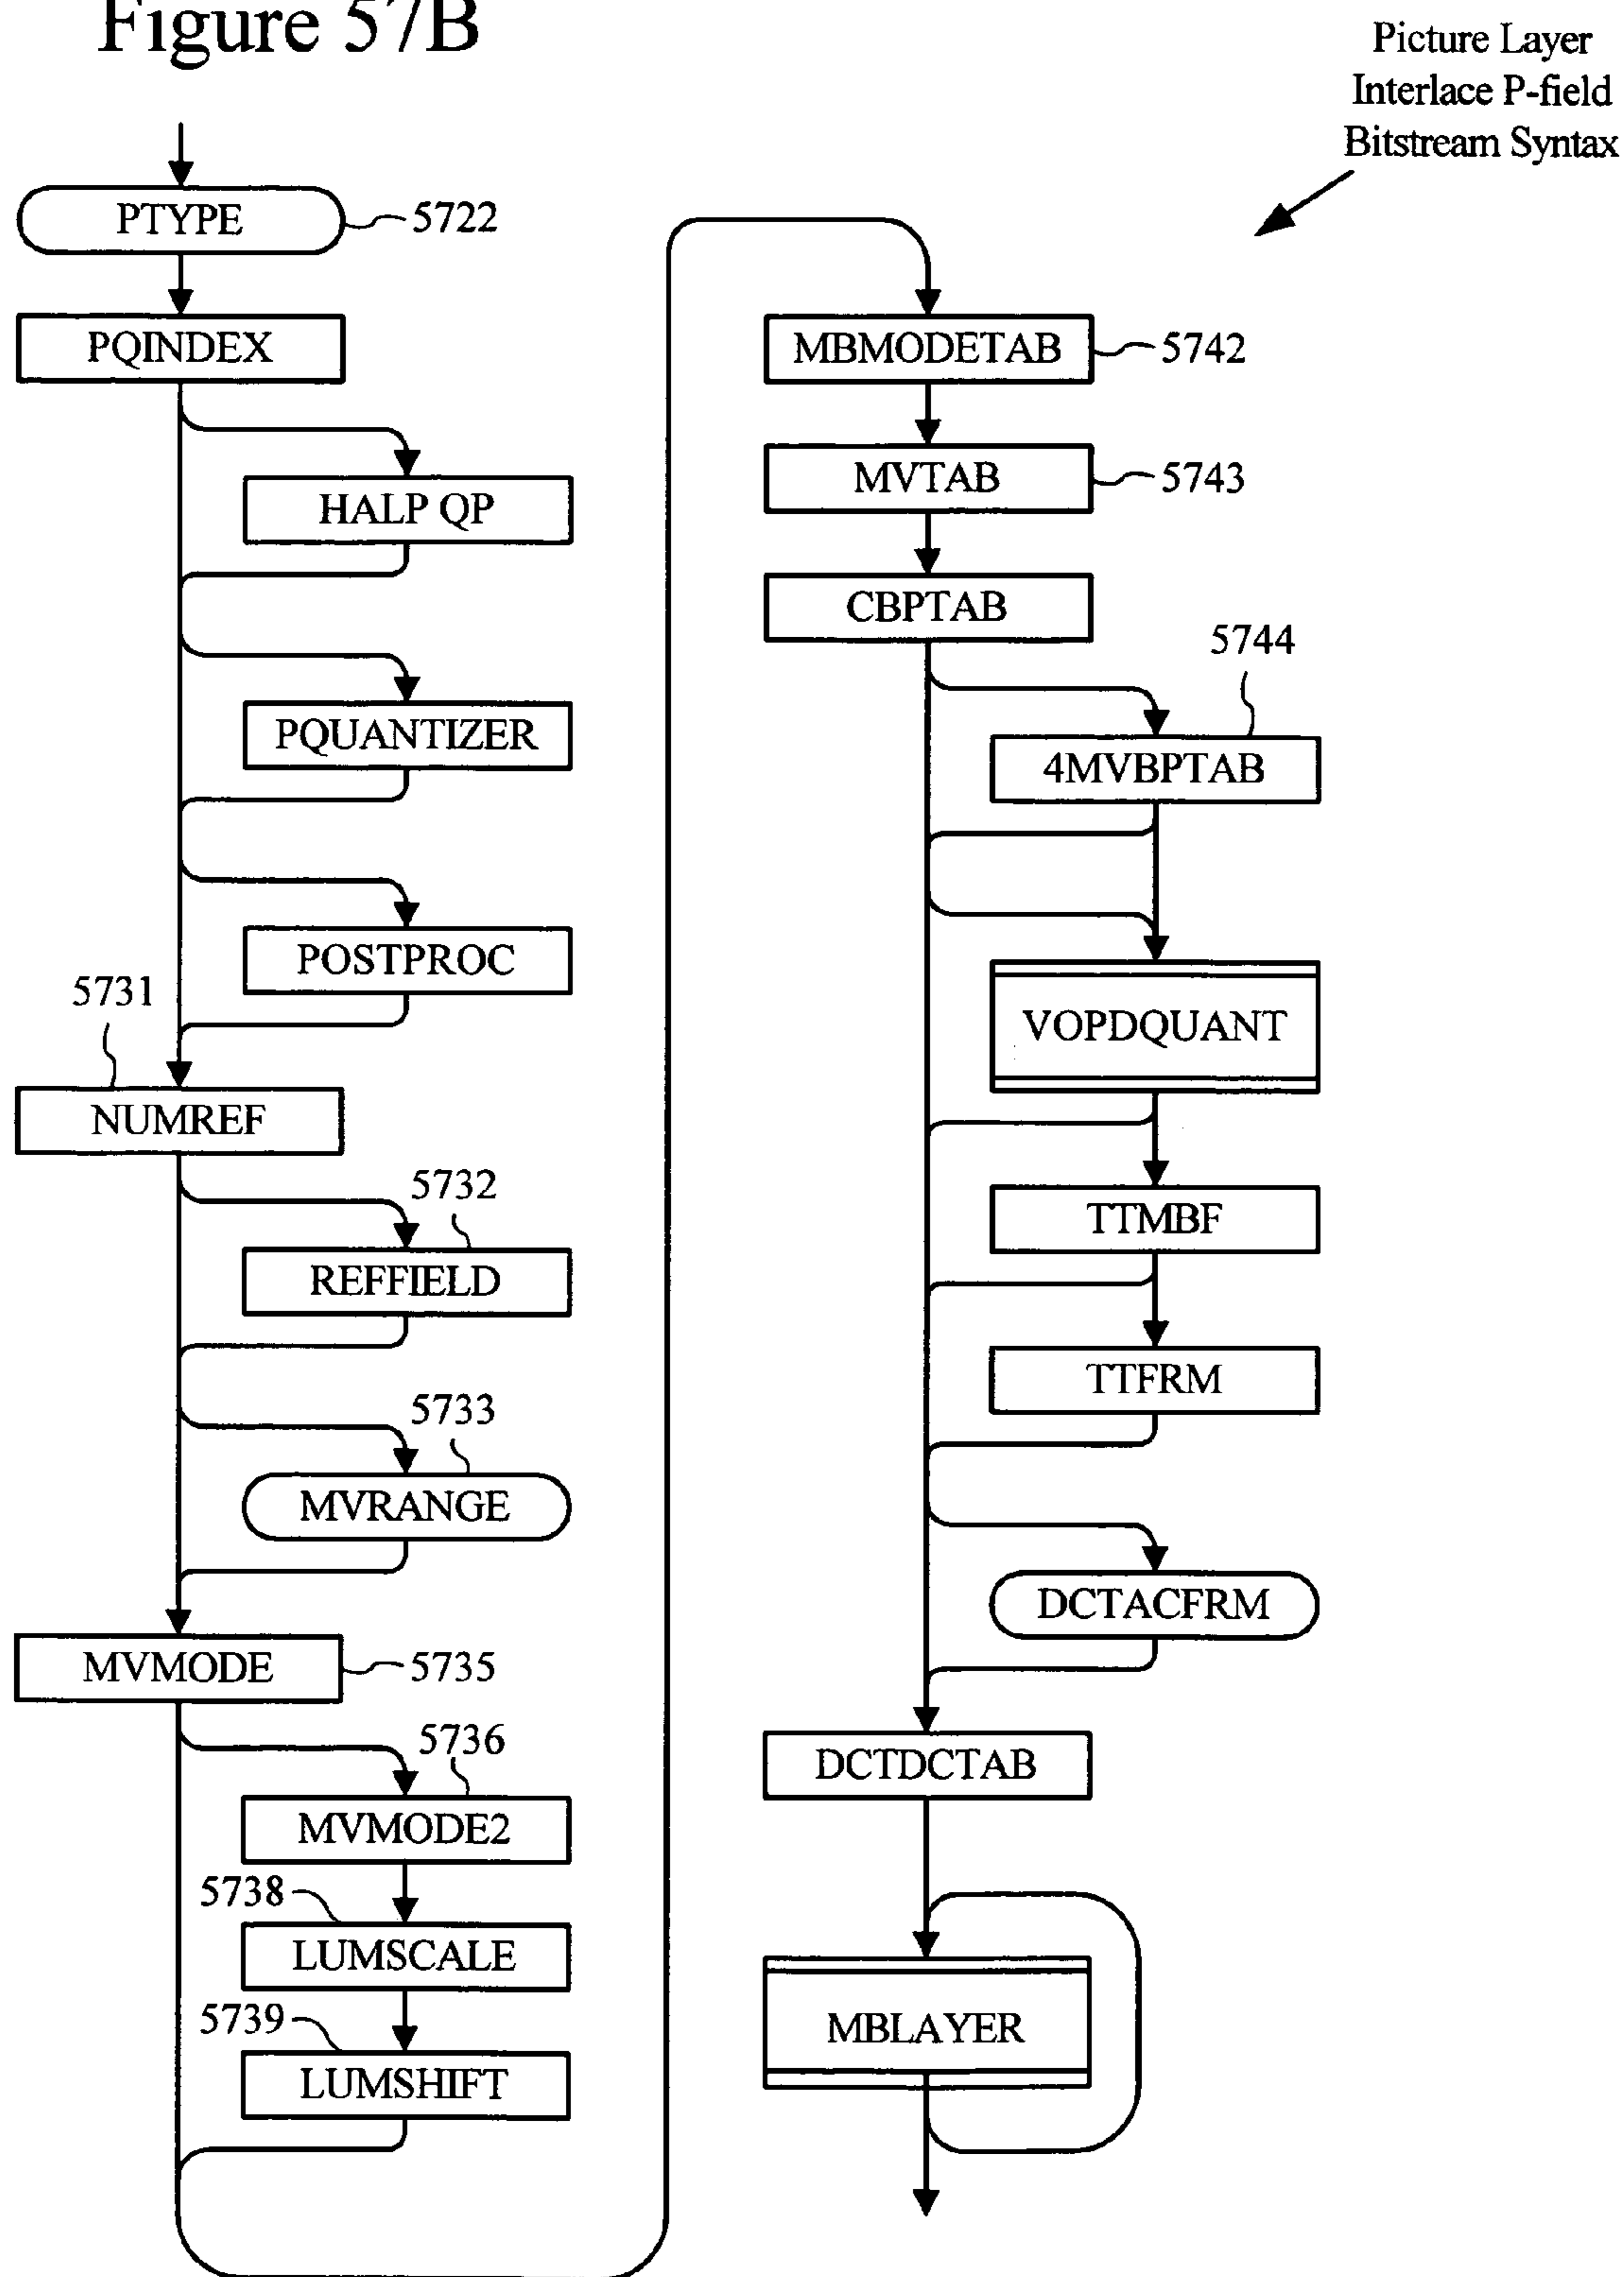 Figure 57B
Picture Layer
Interlace P-field
Bitstream Syntax
PTYPE
5722
PQINDEX
HALP QP
PQUANTIZER
POSTPROC
5731
NUMREF
5732
REFFIELD
5733
MVRANGE
MVMODE
5735
5736
MVMODE2
5738
LUMSCALE
5739
LUMSHIFT
MBMODETAB
5742
MVTAB
5743
CBPTAB
5744
4MVBPTAB
VOPDQUANT
TTMBF
TTFRM
DCTACFRM
DCTDCTAB
MBLAYER